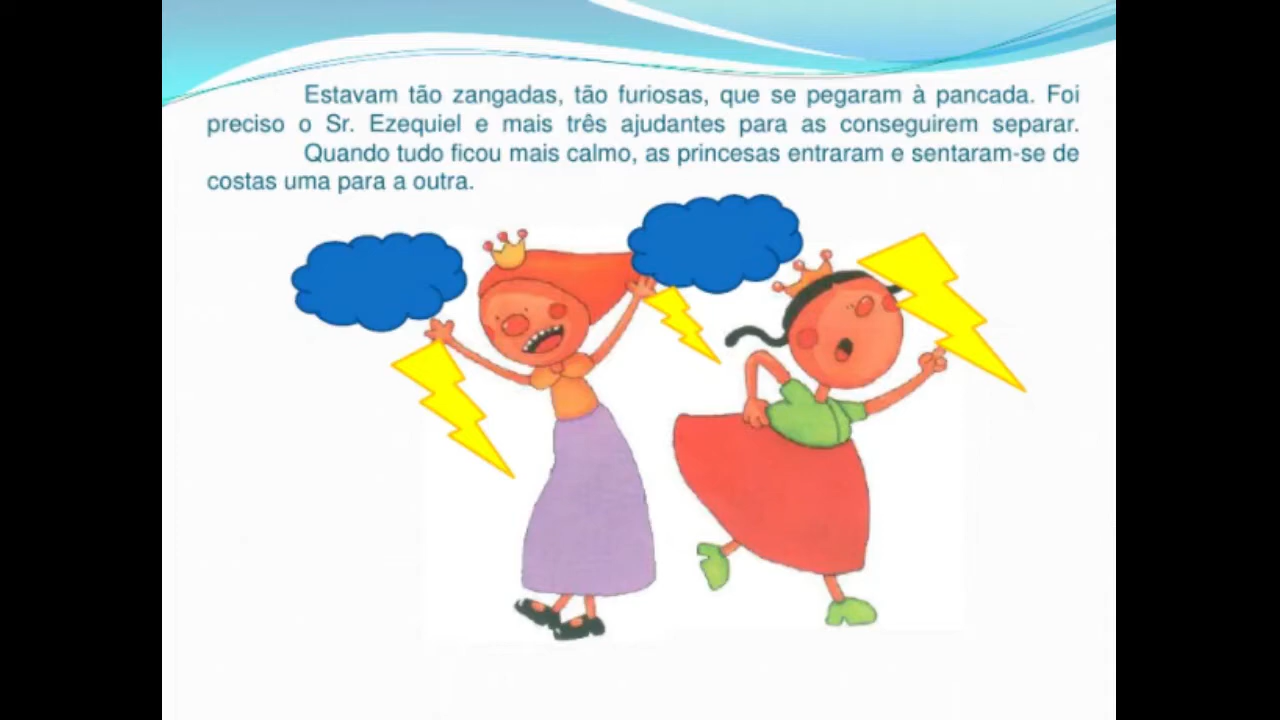 Estavam tão zangadas, tão furiosas, que se pegaram à pancada. Foi
preciso o Sr. Ezequiel e mais três ajudantes para as conseguirem separar.
Quando tudo ficou mais calmo, as princesas entraram e sentaram-se de
costas uma para a outra.